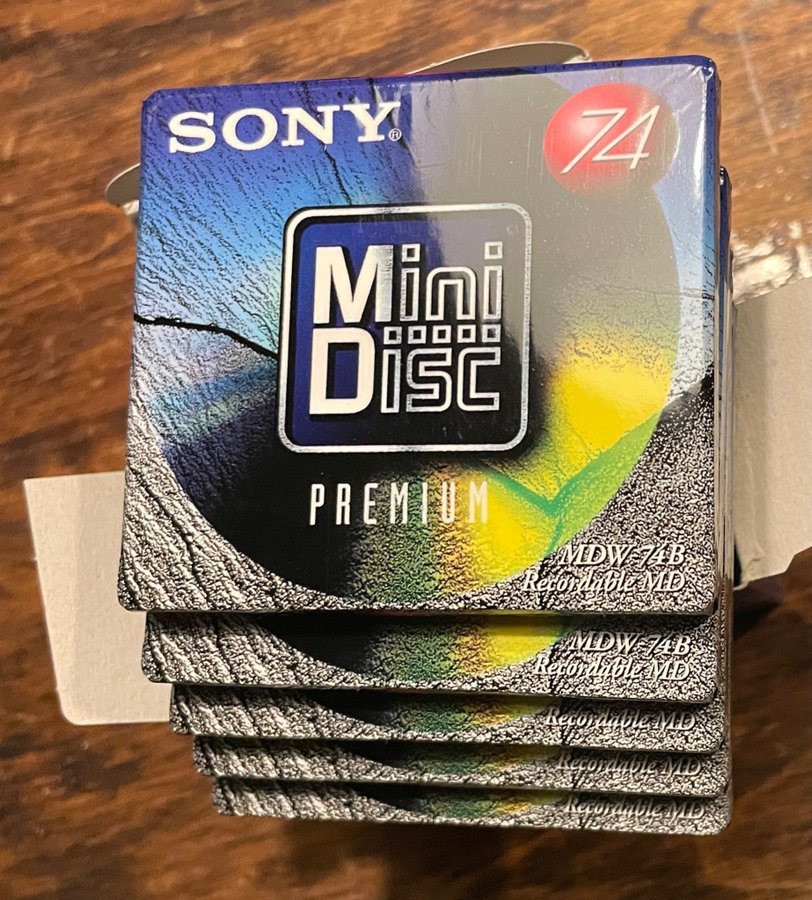 SONY®
74
Mini
Disc
PREMIUM
MDW-74B
Recordable MD
MDW-74B
Recordable MD
Recordable MD
Recordable MD
Recordable MD